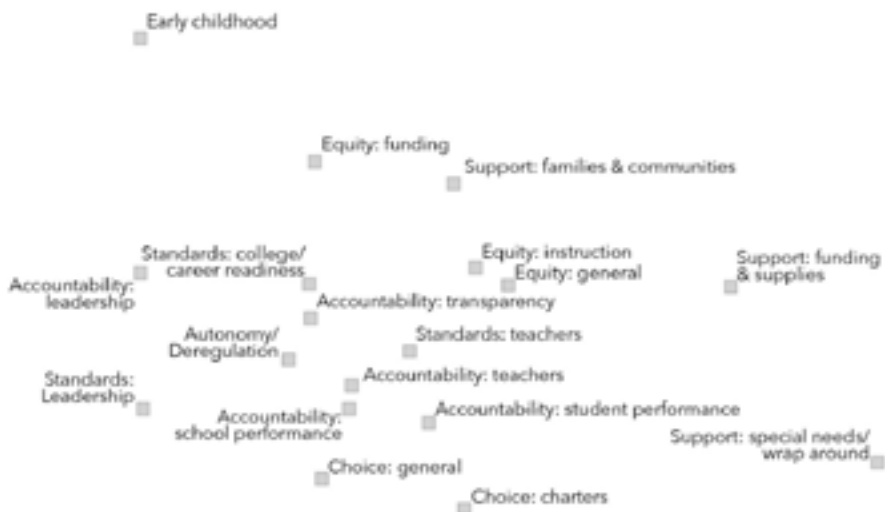 Early childhood
Equity: funding
Support: families & communities
Standards: college/
career readiness
Equity: instruction
Equity: general
Support: funding
& supplies
Accountability:
leadership
Accountability: transparency
Autonomy/
Deregulation
Standards: teachers
Standards:
Leadership
Accountability: teachers
Accountability:
school performance
Accountability: student performance
Support: special needs/
wrap around
Choice: general
Choice: charters